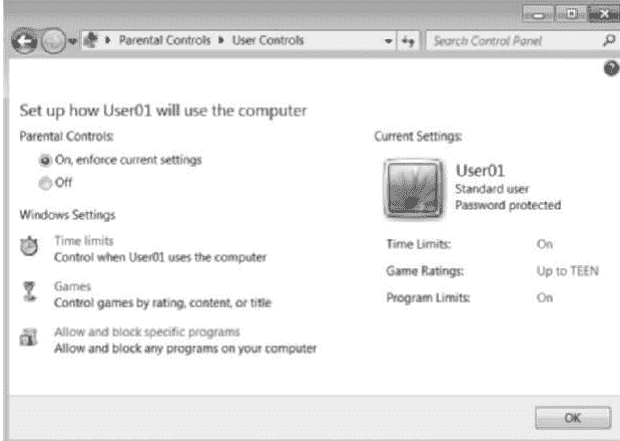 Parental Controls User Controls
Search Control Panel
Set up how User01 will use the computer
Parental Controls:
On, enforce current settings
Off
Windows Settings
Time limits
Control when User01 uses the computer
Games
Control games by rating, content, or title
Allow and block specific programs
Allow and block any programs on your computer
Current Settings:
User01
Standard user
Password protected
Time Limits: On
Game Ratings: Up to TEEN
Program Limits: On
OK